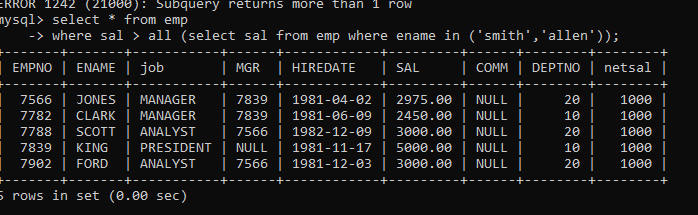 ERROR 1242 (21000): Subquery returns more than 1 row
mysql> select * from emp
    -> where sal > all (select sal from emp where ename in ('smith','allen'));
+-------+-------+-----------+------+------------+---------+------+--------+--------+
| EMPNO | ENAME | job       | MGR  | HIREDATE   | SAL     | COMM | DEPTNO | netsal |
+-------+-------+-----------+------+------------+---------+------+--------+--------+
|  7566 | JONES | MANAGER   | 7839 | 1981-04-02 | 2975.00 | NULL |     20 |   1000 |
|  7782 | CLARK | MANAGER   | 7839 | 1981-06-09 | 2450.00 | NULL |     10 |   1000 |
|  7788 | SCOTT | ANALYST   | 7566 | 1982-12-09 | 3000.00 | NULL |     20 |   1000 |
|  7839 | KING  | PRESIDENT | NULL | 1981-11-17 | 5000.00 | NULL |     10 |   1000 |
|  7902 | FORD  | ANALYST   | 7566 | 1981-12-03 | 3000.00 | NULL |     20 |   1000 |
+-------+-------+-----------+------+------------+---------+------+--------+--------+
5 rows in set (0.00 sec)